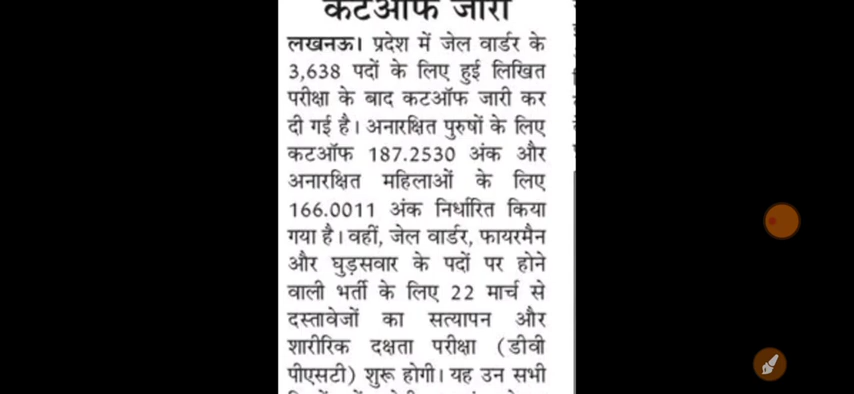 कटऑफ जारी
लखनऊ। प्रदेश में जेल वार्डर के
3,638 पदों के लिए हुई लिखित
परीक्षा के बाद कटऑफ जारी कर
दी गई है। अनारक्षित पुरुषों के लिए
कटऑफ 187.2530 अंक और
अनारक्षित महिलाओं के लिए
166.0011 अंक निर्धारित किया
गया है। वहीं, जेल वार्डर, फायरमैन
और घुड़सवार के पदों पर होने
वाली भर्ती के लिए 22 मार्च से
दस्तावेजों का सत्यापन और
शारीरिक दक्षता परीक्षा (डीवी
पीएसटी) शुरू होगी। यह उन सभी